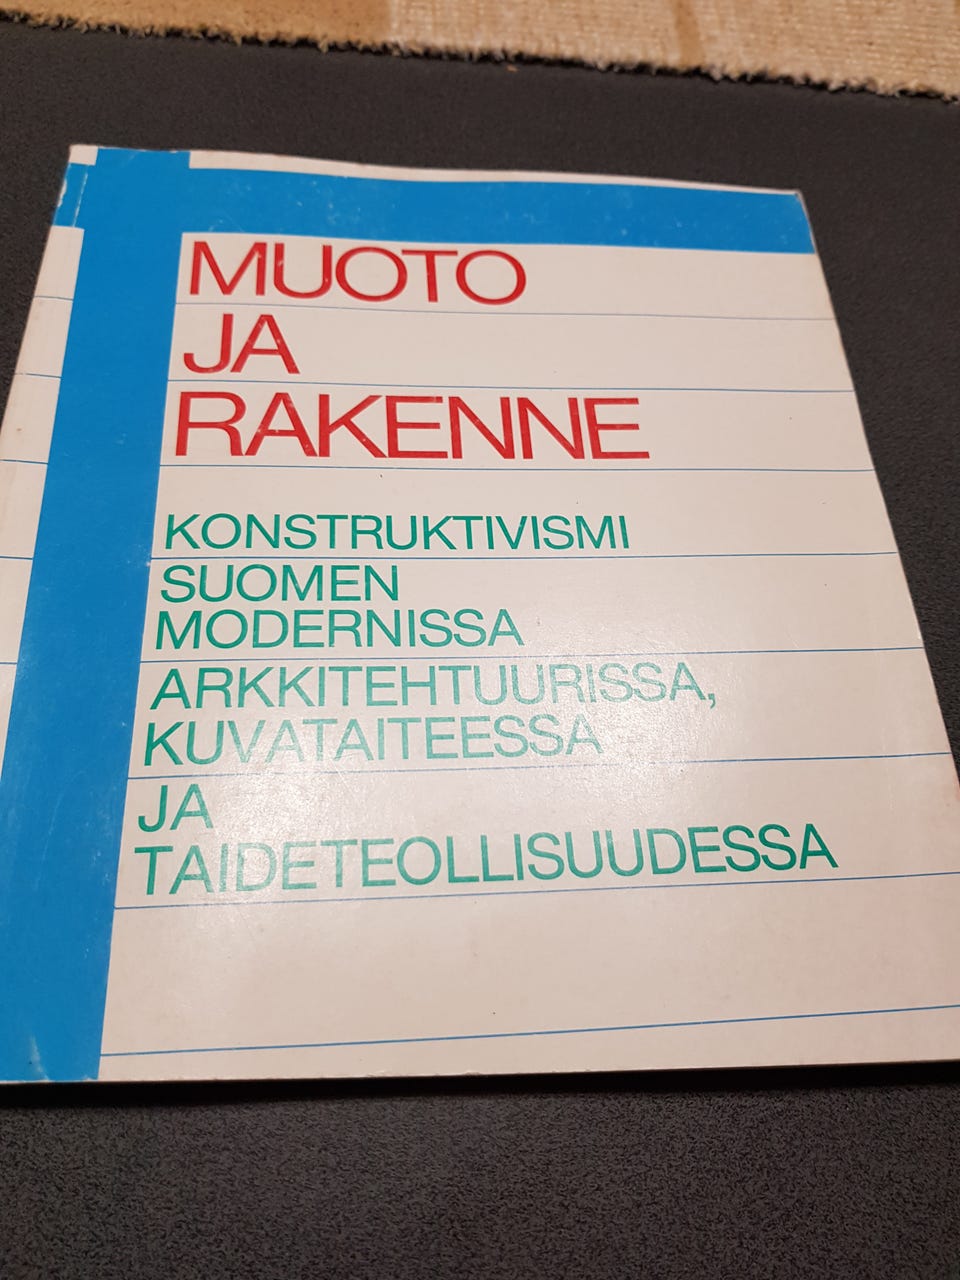 MUOTO
JA
RAKENNE
KONSTRUKTIVISMI
SUOMEN
MODERNISSA
ARKKITEHTUURISSA,
KUVATAITEESSA
JA
TAIDETEOLLISUUDESSA